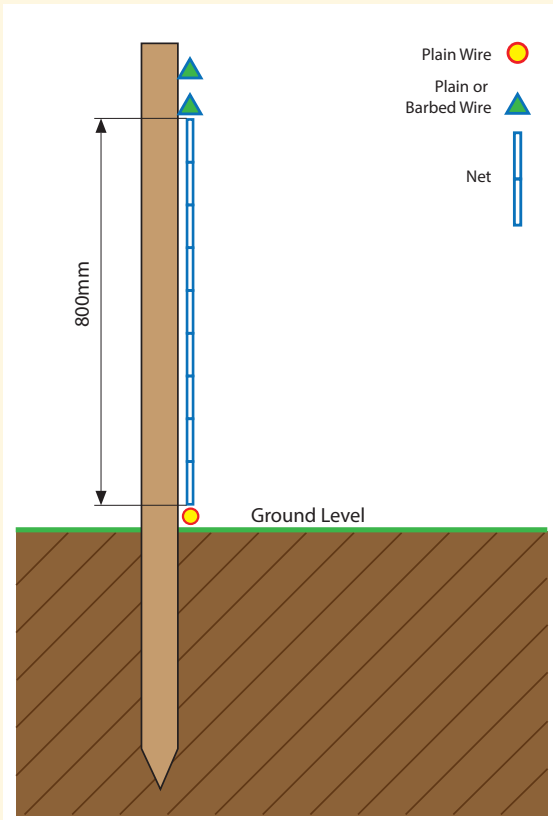 Plain Wire
Plain or
Barbed Wire
Net
800mm
Ground Level